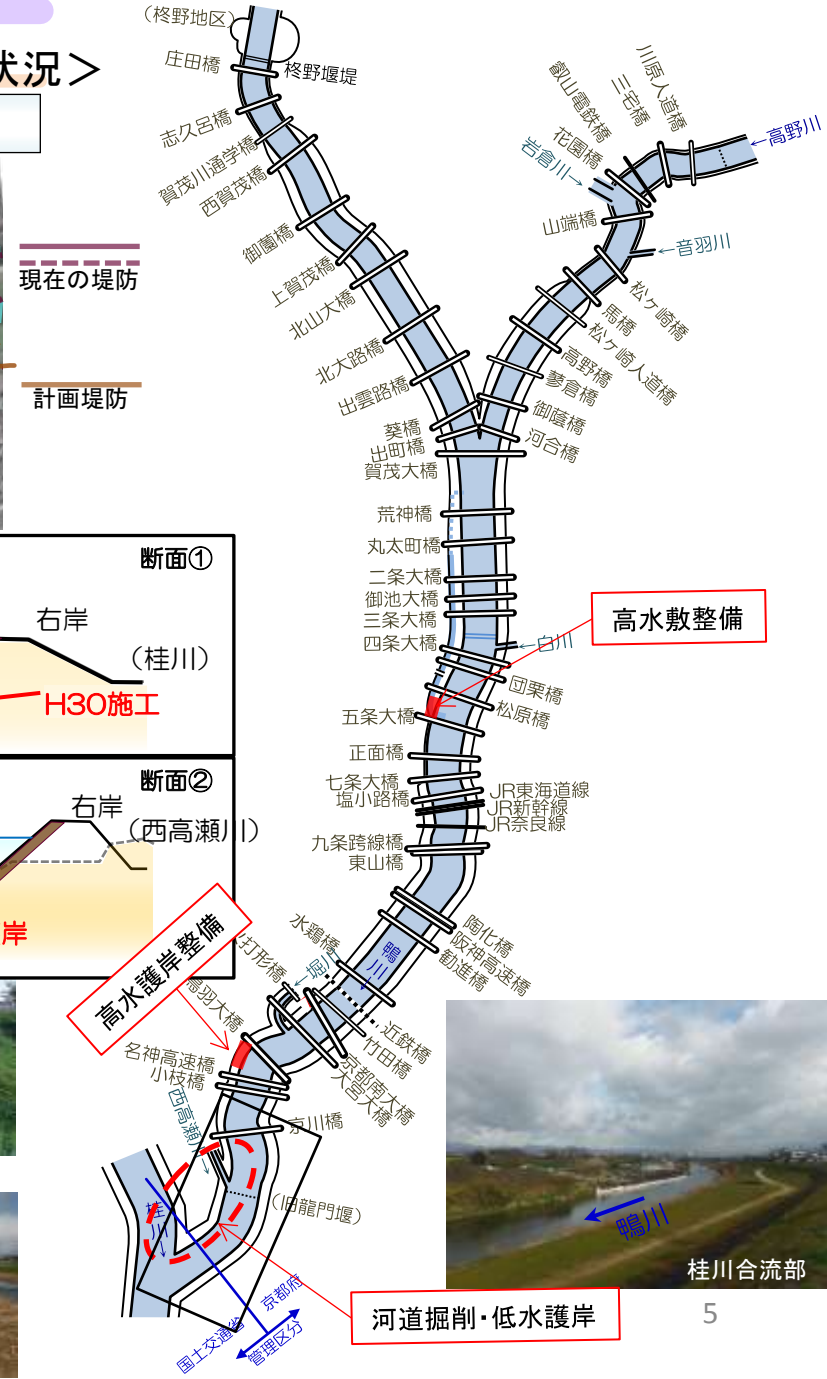 状況＞
(柊野地区)
庄田橋
柊野堰堤
志久呂橋
賀茂川通学橋
西賀茂橋
御薗橋
上賀茂橋
北山大橋
北大路橋
出雲路橋
葵橋
出町橋
賀茂大橋
川原人道橋
三宅橋
叡山電鉄橋
花園橋
岩倉川→
←高野川
山端橋
←音羽川
松ヶ崎橋
馬橋
松ヶ崎人道橋
高野橋
蓼倉橋
御蔭橋
河合橋
現在の堤防
計画堤防
荒神橋
丸太町橋
二条大橋
御池大橋
三条大橋
四条大橋
←白川
高水敷整備
団栗橋
松原橋
五条大橋
正面橋
七条大橋
塩小路橋
JR東海道線
JR新幹線
JR奈良線
九条跨線橋
東山橋
断面①
右岸
(桂川)
H30施工
断面②
右岸
(西高瀬川)
岸
陶化橋
阪神高速橋
勧進橋
水鶏橋
鴨川
打形橋
←堀川
高水護岸整備
鳥羽大橋
近鉄橋
竹田橋
京都南大橋
大宮大橋
名神高速橋
小枝橋
西高瀬川→
京川橋
(旧龍門堰)
桂川→
国土交通省
京都府
管理区分
河道掘削・低水護岸
鴨川
桂川合流部
5